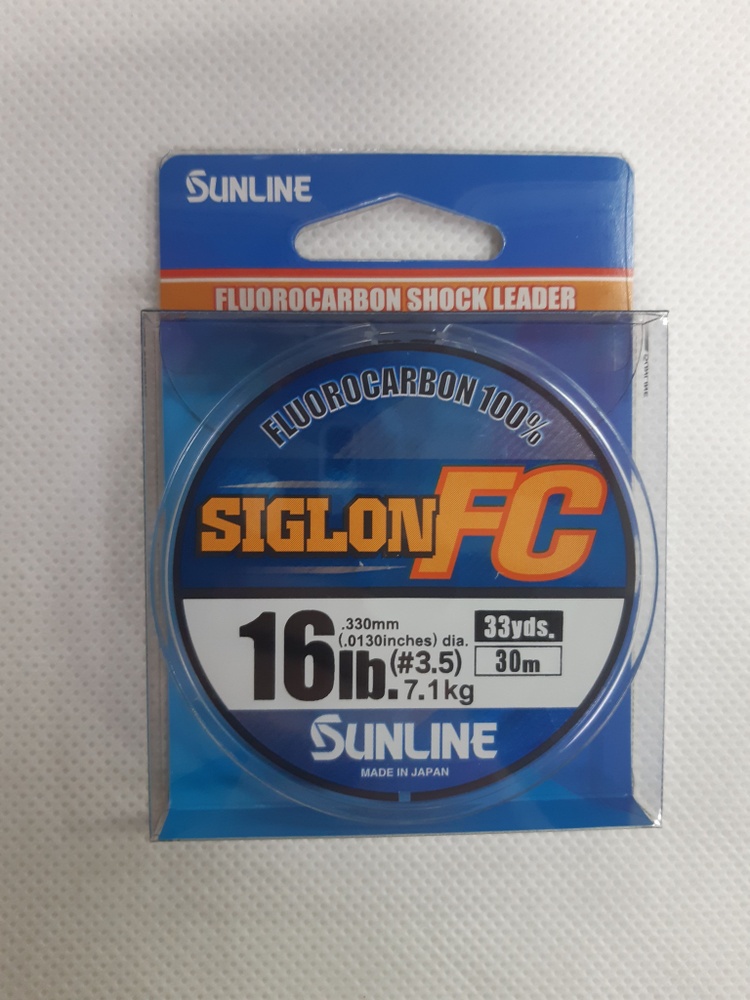 SUNLINE
FLUOROCARBON SHOCK LEADER
FLUOROCARBON 100%
SIGLON FC
16lb.
.330mm
(.0130inches) dia.
(#3.5)
7.1kg
33yds.
30m
SUNLINE
MADE IN JAPAN